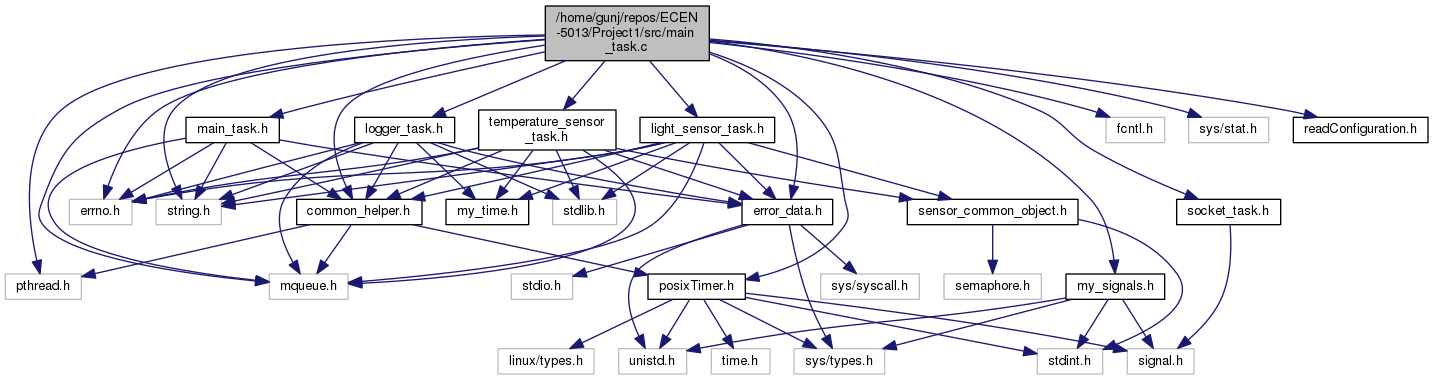 /home/gunj/repos/ECEN
-5013/Project1/src/main
_task.c
main_task.h
logger_task.h
temperature_sensor
_task.h
light_sensor_task.h
fcntl.h
sys/stat.h
readConfiguration.h
errno.h
string.h
common_helper.h
my_time.h
stdlib.h
error_data.h
sensor_common_object.h
socket_task.h
pthread.h
mqueue.h
stdio.h
posixTimer.h
sys/syscall.h
semaphore.h
my_signals.h
linux/types.h
unistd.h
time.h
sys/types.h
stdint.h
signal.h